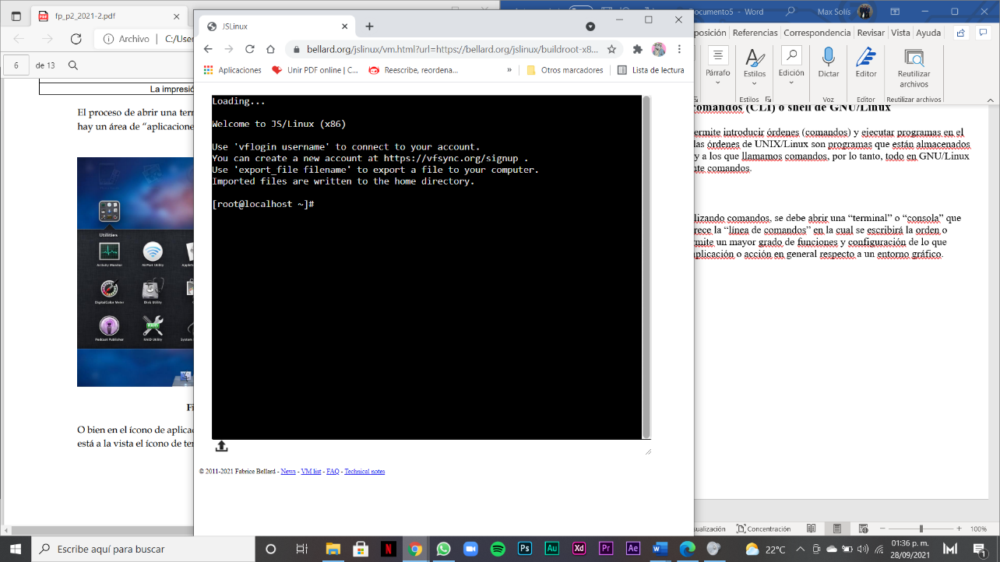 fp_p2_2021-2.pdf
Archivo
C:/User
6
de 13
La impresió
El proceso de abrir una ter
hay un área de “aplicacione
Utilities
Activity Monitor
AirPort Utility
DigitalColor Meter
Disk Utility
Podcast Publisher
RAID Utility
System
O bien en el ícono de aplica
está a la vista el ícono de te
JSLinux
bellard.org/jslinux/vm.html?url=https://bellard.org/jslinux/buildroot-x8...
Aplicaciones
Unir PDF online | C...
Reescribe, reordena...
»
Otros marcadores
Lista de lectura
Loading...
Welcome to JS/Linux (x86)
Use 'vflogin username' to connect to your account.
You can create a new account at https://vfsync.org/signup .
Use 'export_file filename' to export a file to your computer.
Imported files are written to the home directory.
[root@localhost ~]#
© 2011-2021 Fabrice Bellard - News - VM list - FAQ - Technical notes
Documento5 - Word
Max Solís
posición
Referencias
Correspondencia
Revisar
Vista
Ayuda
Párrafo
Estilos
Edición
Dictar
Editor
Reutilizar
archivos
Estilos
Voz
Editor
Reutilizar archivos
comandos (CLI) o shell de GNU/Linux
ermite introducir órdenes (comandos) y ejecutar programas en el
las órdenes de UNIX/Linux son programas que están almacenados
y a los que llamamos comandos, por lo tanto, todo en GNU/Linux
te comandos.
lizando comandos, se debe abrir una “terminal” o “consola” que
rece la “línea de comandos” en la cual se escribirá la orden o
mite un mayor grado de funciones y configuración de lo que
plicación o acción en general respecto a un entorno gráfico.
ualización
Concentración
100%
Escribe aquí para buscar
N
Ps
Au
Xd
Pr
Ae
22°C
01:36 p. m.
28/09/2021
1